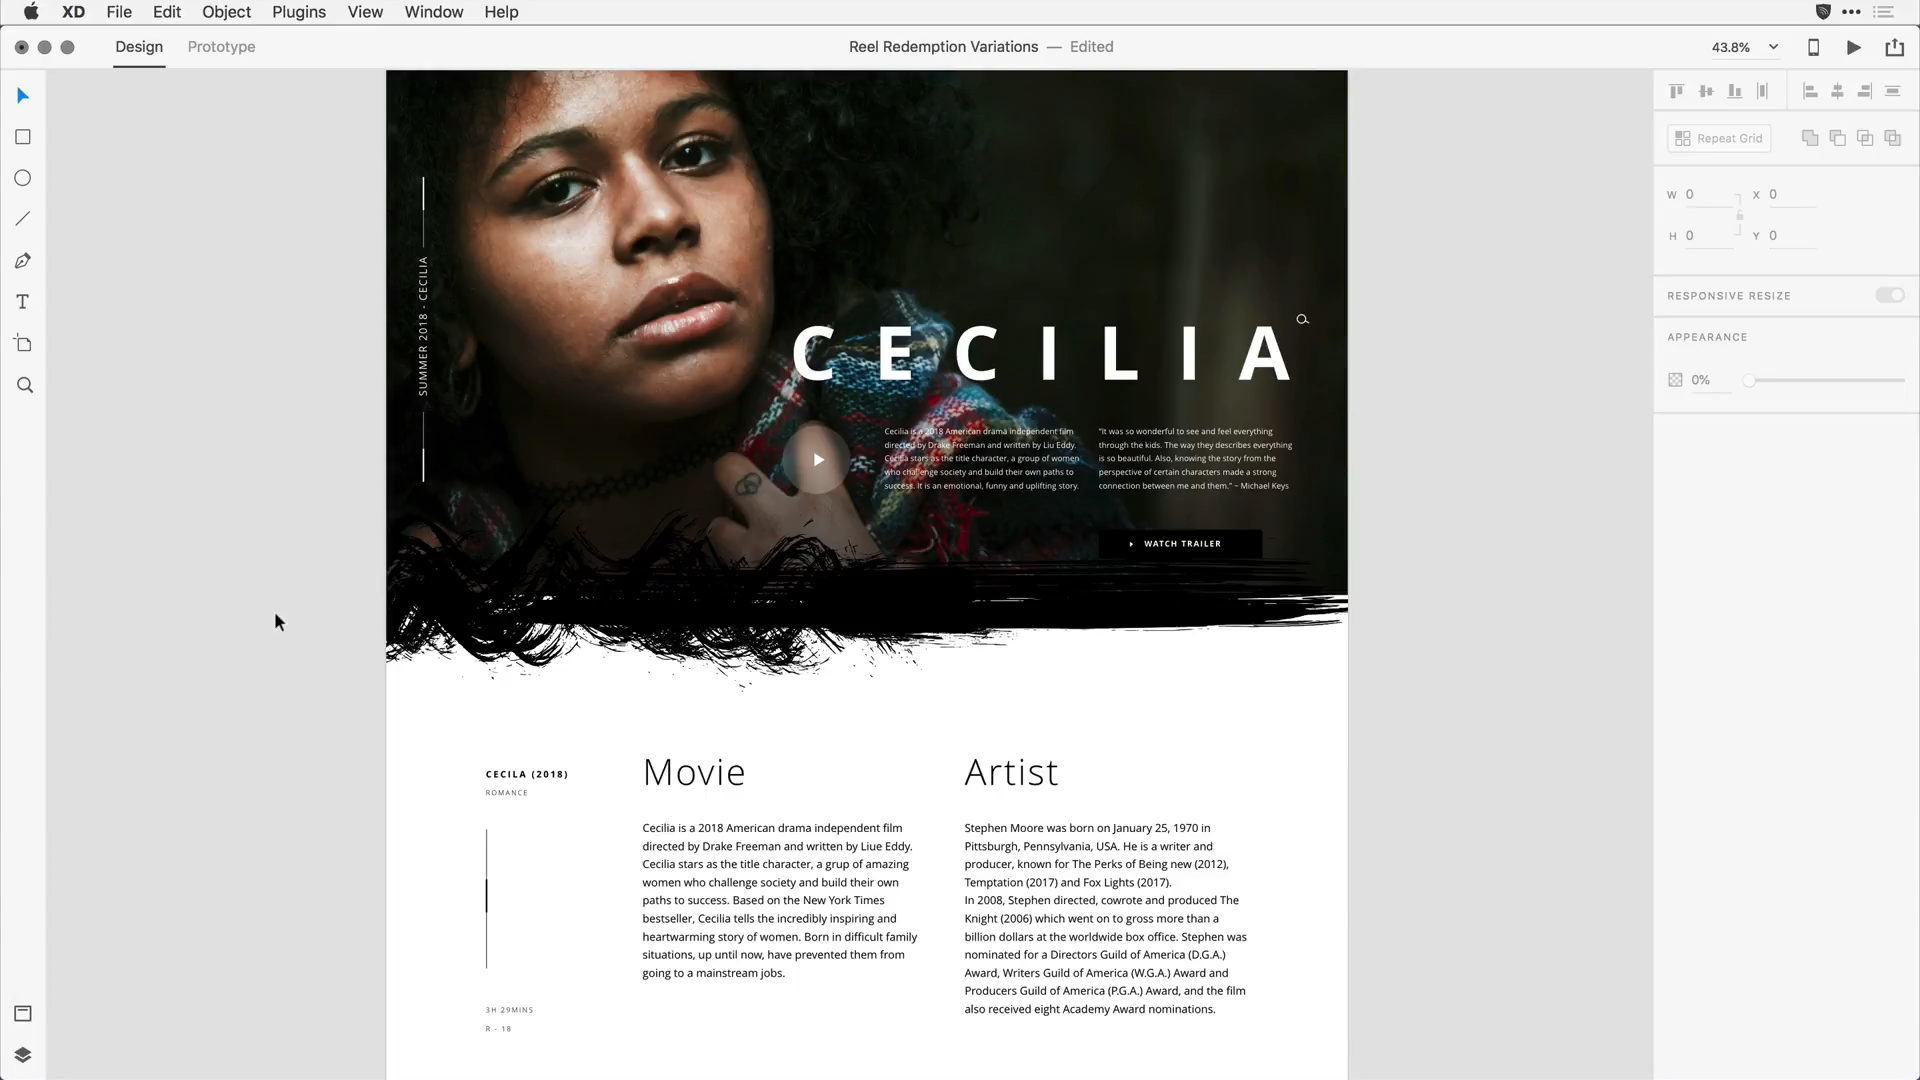 XD File Edit Object Plugins View Window Help
Design Prototype
Reel Redemption Variations — Edited
43.8%
Repeat Grid
W 0 X 0
H 0 Y 0
RESPONSIVE RESIZE
APPEARANCE
0%
SUMMER 2018 - CECILIA
CECILIA
Cecilia is a 2018 American drama independent film
directed by Drake Freeman and written by Liu Eddy.
Cecilia stars as the title character, a group of women
who challenge society and build their own paths to
success. It is an emotional, funny and uplifting story.
"It was so wonderful to see and feel everything
through the kids. The way they describes everything
is so beautiful. Also, knowing the story from the
perspective of certain characters made a strong
connection between me and them." ~ Michael Keys
WATCH TRAILER
CECILA (2018)
ROMANCE
3H 29MINS
R - 18
Movie
Cecilia is a 2018 American drama independent film
directed by Drake Freeman and written by Liue Eddy.
Cecilia stars as the title character, a grup of amazing
women who challenge society and build their own
paths to success. Based on the New York Times
bestseller, Cecilia tells the incredibly inspiring and
heartwarming story of women. Born in difficult family
situations, up until now, have prevented them from
going to a mainstream jobs.
Artist
Stephen Moore was born on January 25, 1970 in
Pittsburgh, Pennsylvania, USA. He is a writer and
producer, known for The Perks of Being new (2012),
Temptation (2017) and Fox Lights (2017).
In 2008, Stephen directed, cowrote and produced The
Knight (2006) which went on to gross more than a
billion dollars at the worldwide box office. Stephen was
nominated for a Directors Guild of America (D.G.A.)
Award, Writers Guild of America (W.G.A.) Award and
Producers Guild of America (P.G.A.) Award, and the film
also received eight Academy Award nominations.